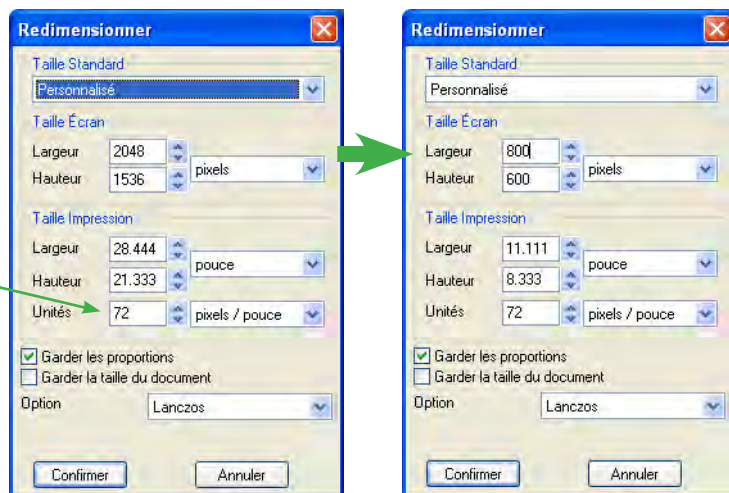 Redimensionner
Taille Standard
Personnalisé
Taille Écran
Largeur 2048
Hauteur 1536
pixels
Taille Impression
Largeur 28.444
Hauteur 21.333
pouce
Unités 72 pixels / pouce
Garder les proportions
Garder la taille du document
Option Lanczos
Confirmer Annuler
Redimensionner
Taille Standard
Personnalisé
Taille Écran
Largeur 800
Hauteur 600
pixels
Taille Impression
Largeur 11.111
Hauteur 8.333
pouce
Unités 72 pixels / pouce
Garder les proportions
Garder la taille du document
Option Lanczos
Confirmer Annuler